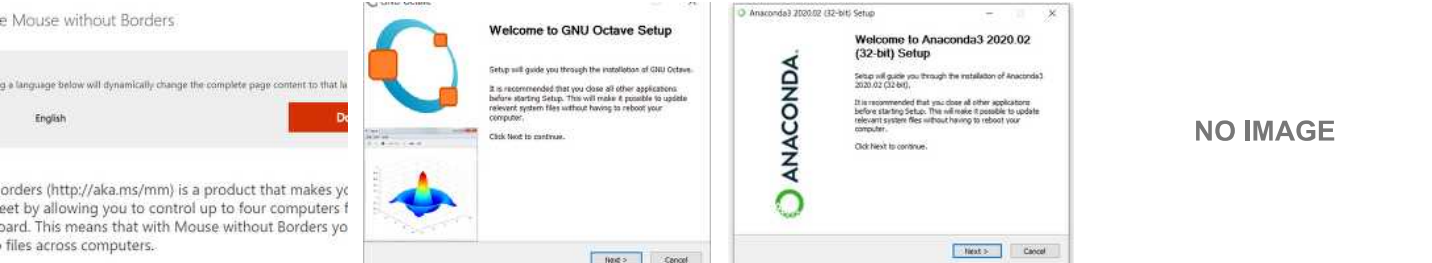 e Mouse without Borders
g a language below will dynamically change the complete page content to that la
English
Do
orders (http://aka.ms/mm) is a product that makes yo
eet by allowing you to control up to four computers f
oard. This means that with Mouse without Borders yo
files across computers.
GNU Octave
Welcome to GNU Octave Setup
Setup will guide you through the installation of GNU Octave.
It is recommended that you close all other applications
before starting Setup. This will make it possible to update
relevant system files without having to reboot your
computer.
Click Next to continue.
Next >
Cancel
Anaconda3 2020.02 (32-bit) Setup
ANACONDA.
Welcome to Anaconda3 2020.02
(32-bit) Setup
Setup will guide you through the installation of Anaconda3
2020.02 (32-bit).
It is recommended that you close all other applications
before starting Setup. This will make it possible to update
relevant system files without having to reboot your
computer.
Click Next to continue.
Next >
Cancel
NO IMAGE